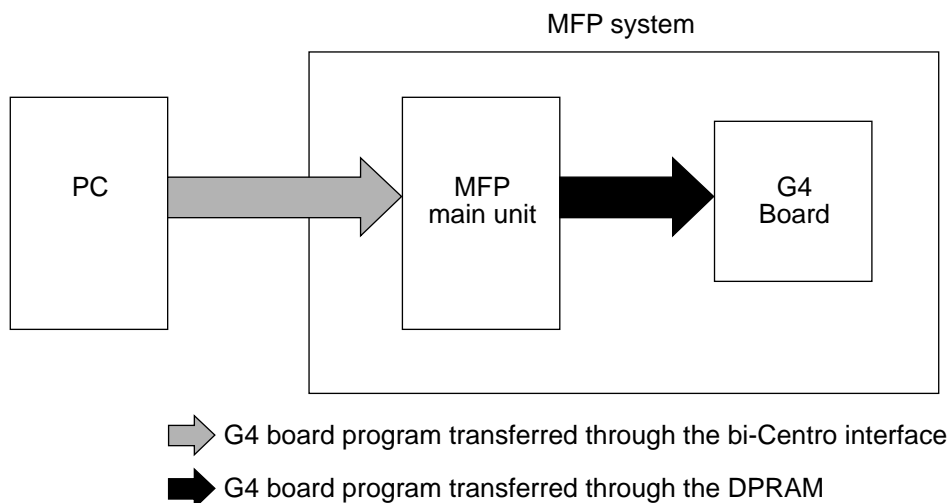 MFP system
PC
MFP
main unit
G4
Board
G4 board program transferred through the bi-Centro interface
G4 board program transferred through the DPRAM